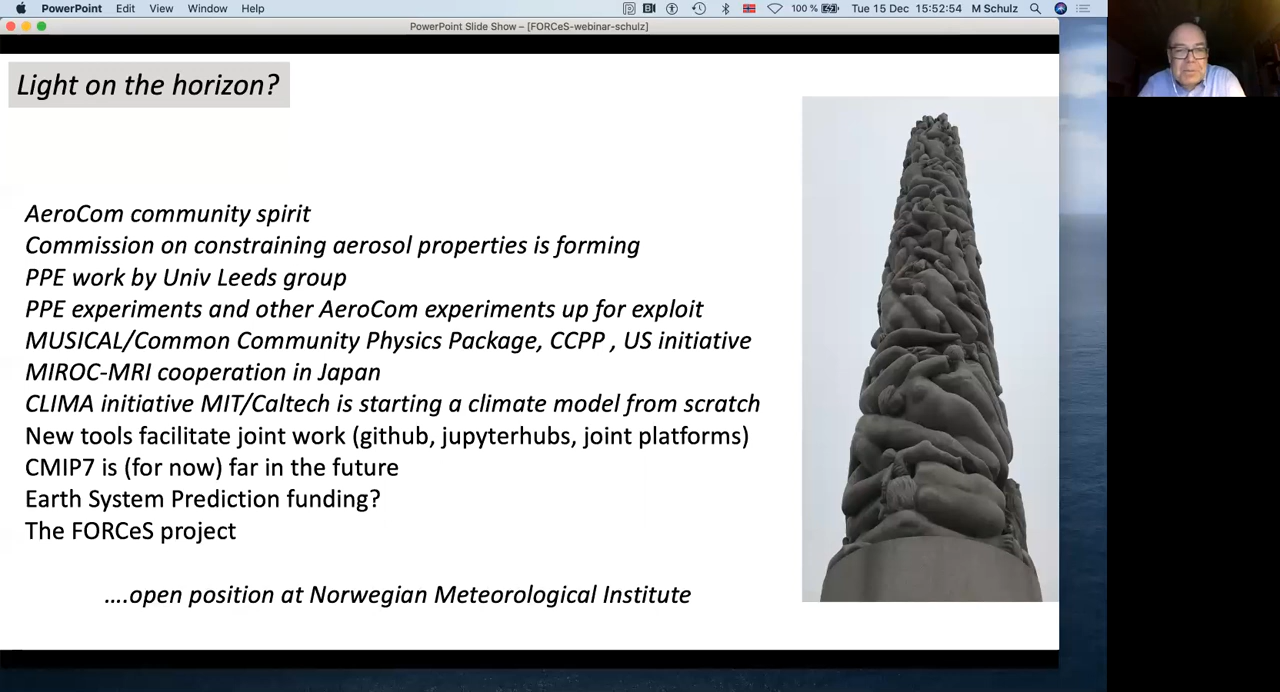 PowerPoint Edit View Window Help 100 % Tue 15 Dec 15:52:54 M Schulz
PowerPoint Slide Show – [FORCeS-webinar-schulz]
Light on the horizon?
AeroCom community spirit
Commission on constraining aerosol properties is forming
PPE work by Univ Leeds group
PPE experiments and other AeroCom experiments up for exploit
MUSICAL/Common Community Physics Package, CCPP , US initiative
MIROC-MRI cooperation in Japan
CLIMA initiative MIT/Caltech is starting a climate model from scratch
New tools facilitate joint work (github, jupyterhubs, joint platforms)
CMIP7 is (for now) far in the future
Earth System Prediction funding?
The FORCeS project
....open position at Norwegian Meteorological Institute